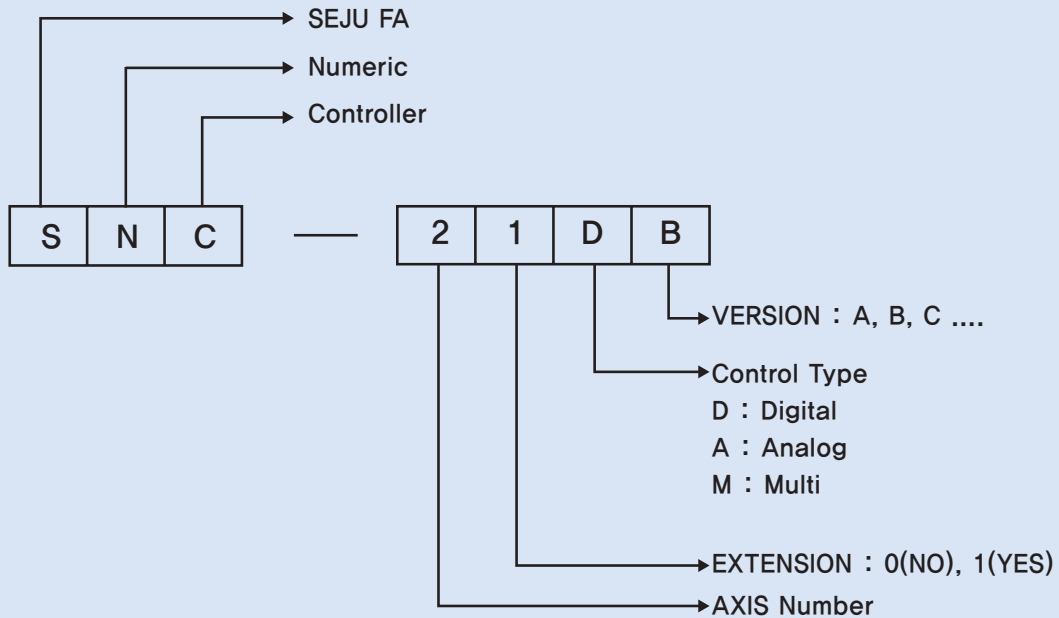 SEJU FA
Numeric
Controller
S N C — 2 1 D B
VERSION : A, B, C ....
Control Type
D : Digital
A : Analog
M : Multi
EXTENSION : 0(NO), 1(YES)
AXIS Number